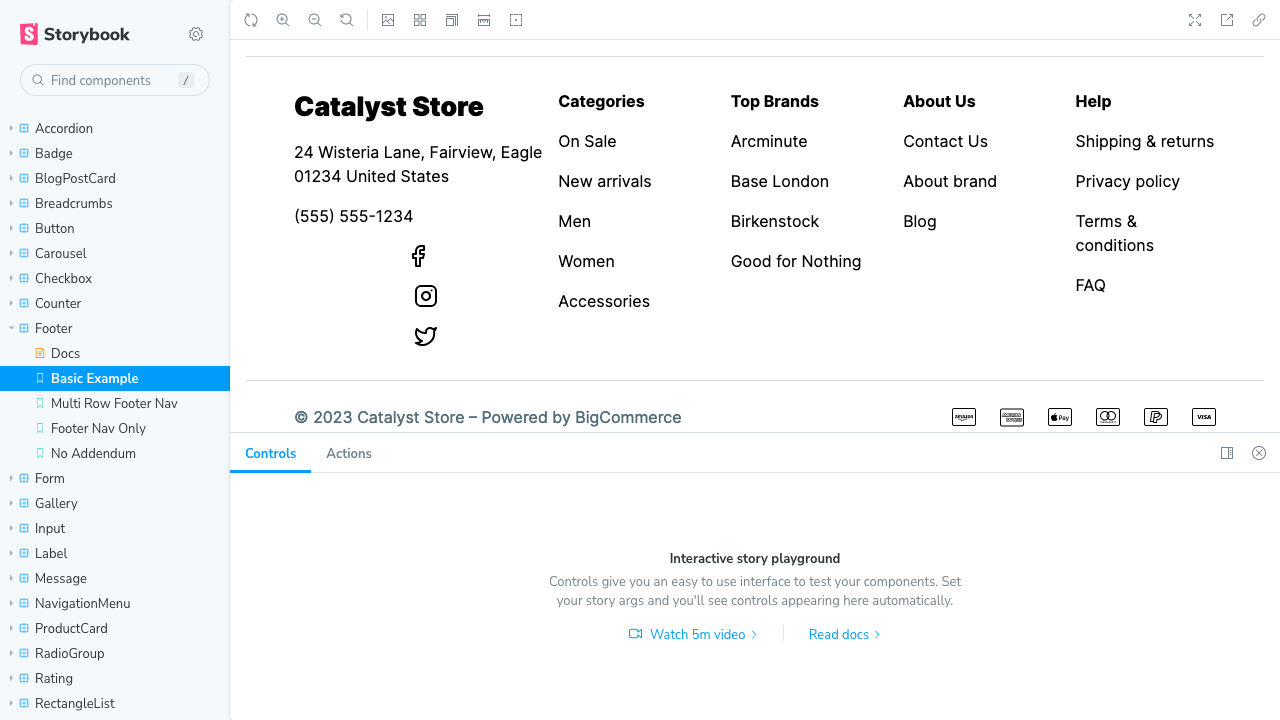 Storybook
Find components
/
Accordion
Badge
BlogPostCard
Breadcrumbs
Button
Carousel
Checkbox
Counter
Footer
Docs
Basic Example
Multi Row Footer Nav
Footer Nav Only
No Addendum
Form
Gallery
Input
Label
Message
NavigationMenu
ProductCard
RadioGroup
Rating
RectangleList
Catalyst Store
24 Wisteria Lane, Fairview, Eagle
01234 United States
(555) 555-1234
Categories
On Sale
New arrivals
Men
Women
Accessories
Top Brands
Arcminute
Base London
Birkenstock
Good for Nothing
About Us
Contact Us
About brand
Blog
Help
Shipping & returns
Privacy policy
Terms &
conditions
FAQ
© 2023 Catalyst Store – Powered by BigCommerce
amazon
Pay
VISA
Controls
Actions
Interactive story playground
Controls give you an easy to use interface to test your components. Set
your story args and you'll see controls appearing here automatically.
Watch 5m video
Read docs